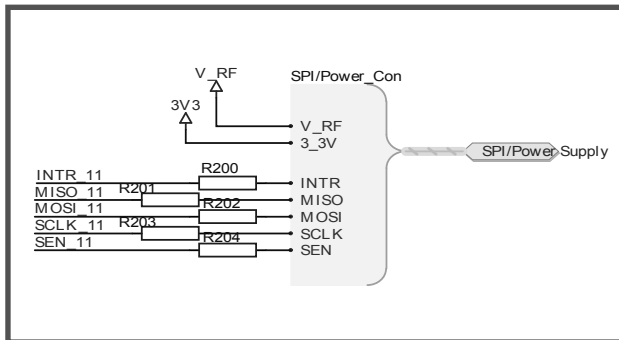 V_RF
SPI/Power_Con
3V3
V_RF
3_3V
SPI/Power Supply
INTR_11
R200
INTR
MISO_11
R201
MISO
MOSI_11
R202
MOSI
SCLK_11
R203
SCLK
SEN_11
R204
SEN